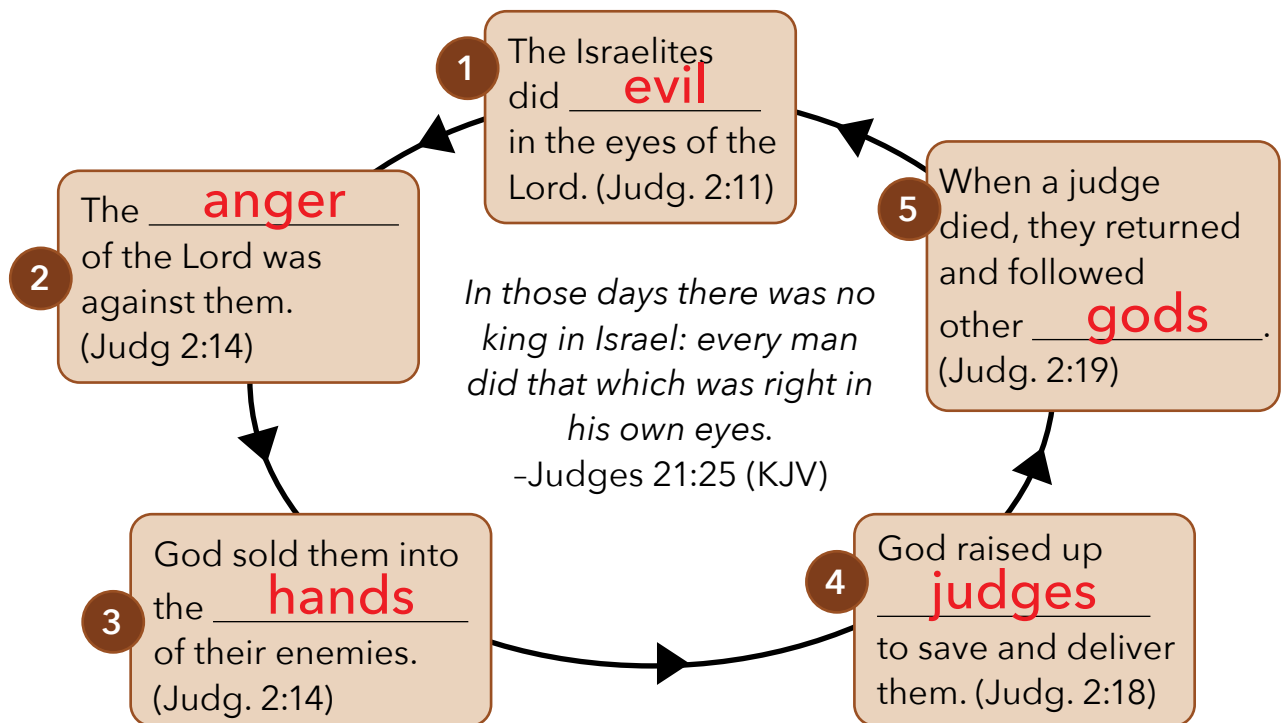 1
The Israelites
did evil
in the eyes of the
Lord. (Judg. 2:11)
2
The anger
of the Lord was
against them.
(Judg 2:14)
3
God sold them into
the hands
of their enemies.
(Judg. 2:14)
4
God raised up
judges
to save and deliver
them. (Judg. 2:18)
5
When a judge
died, they returned
and followed
other gods.
(Judg. 2:19)
In those days there was no
king in Israel: every man
did that which was right in
his own eyes.
–Judges 21:25 (KJV)